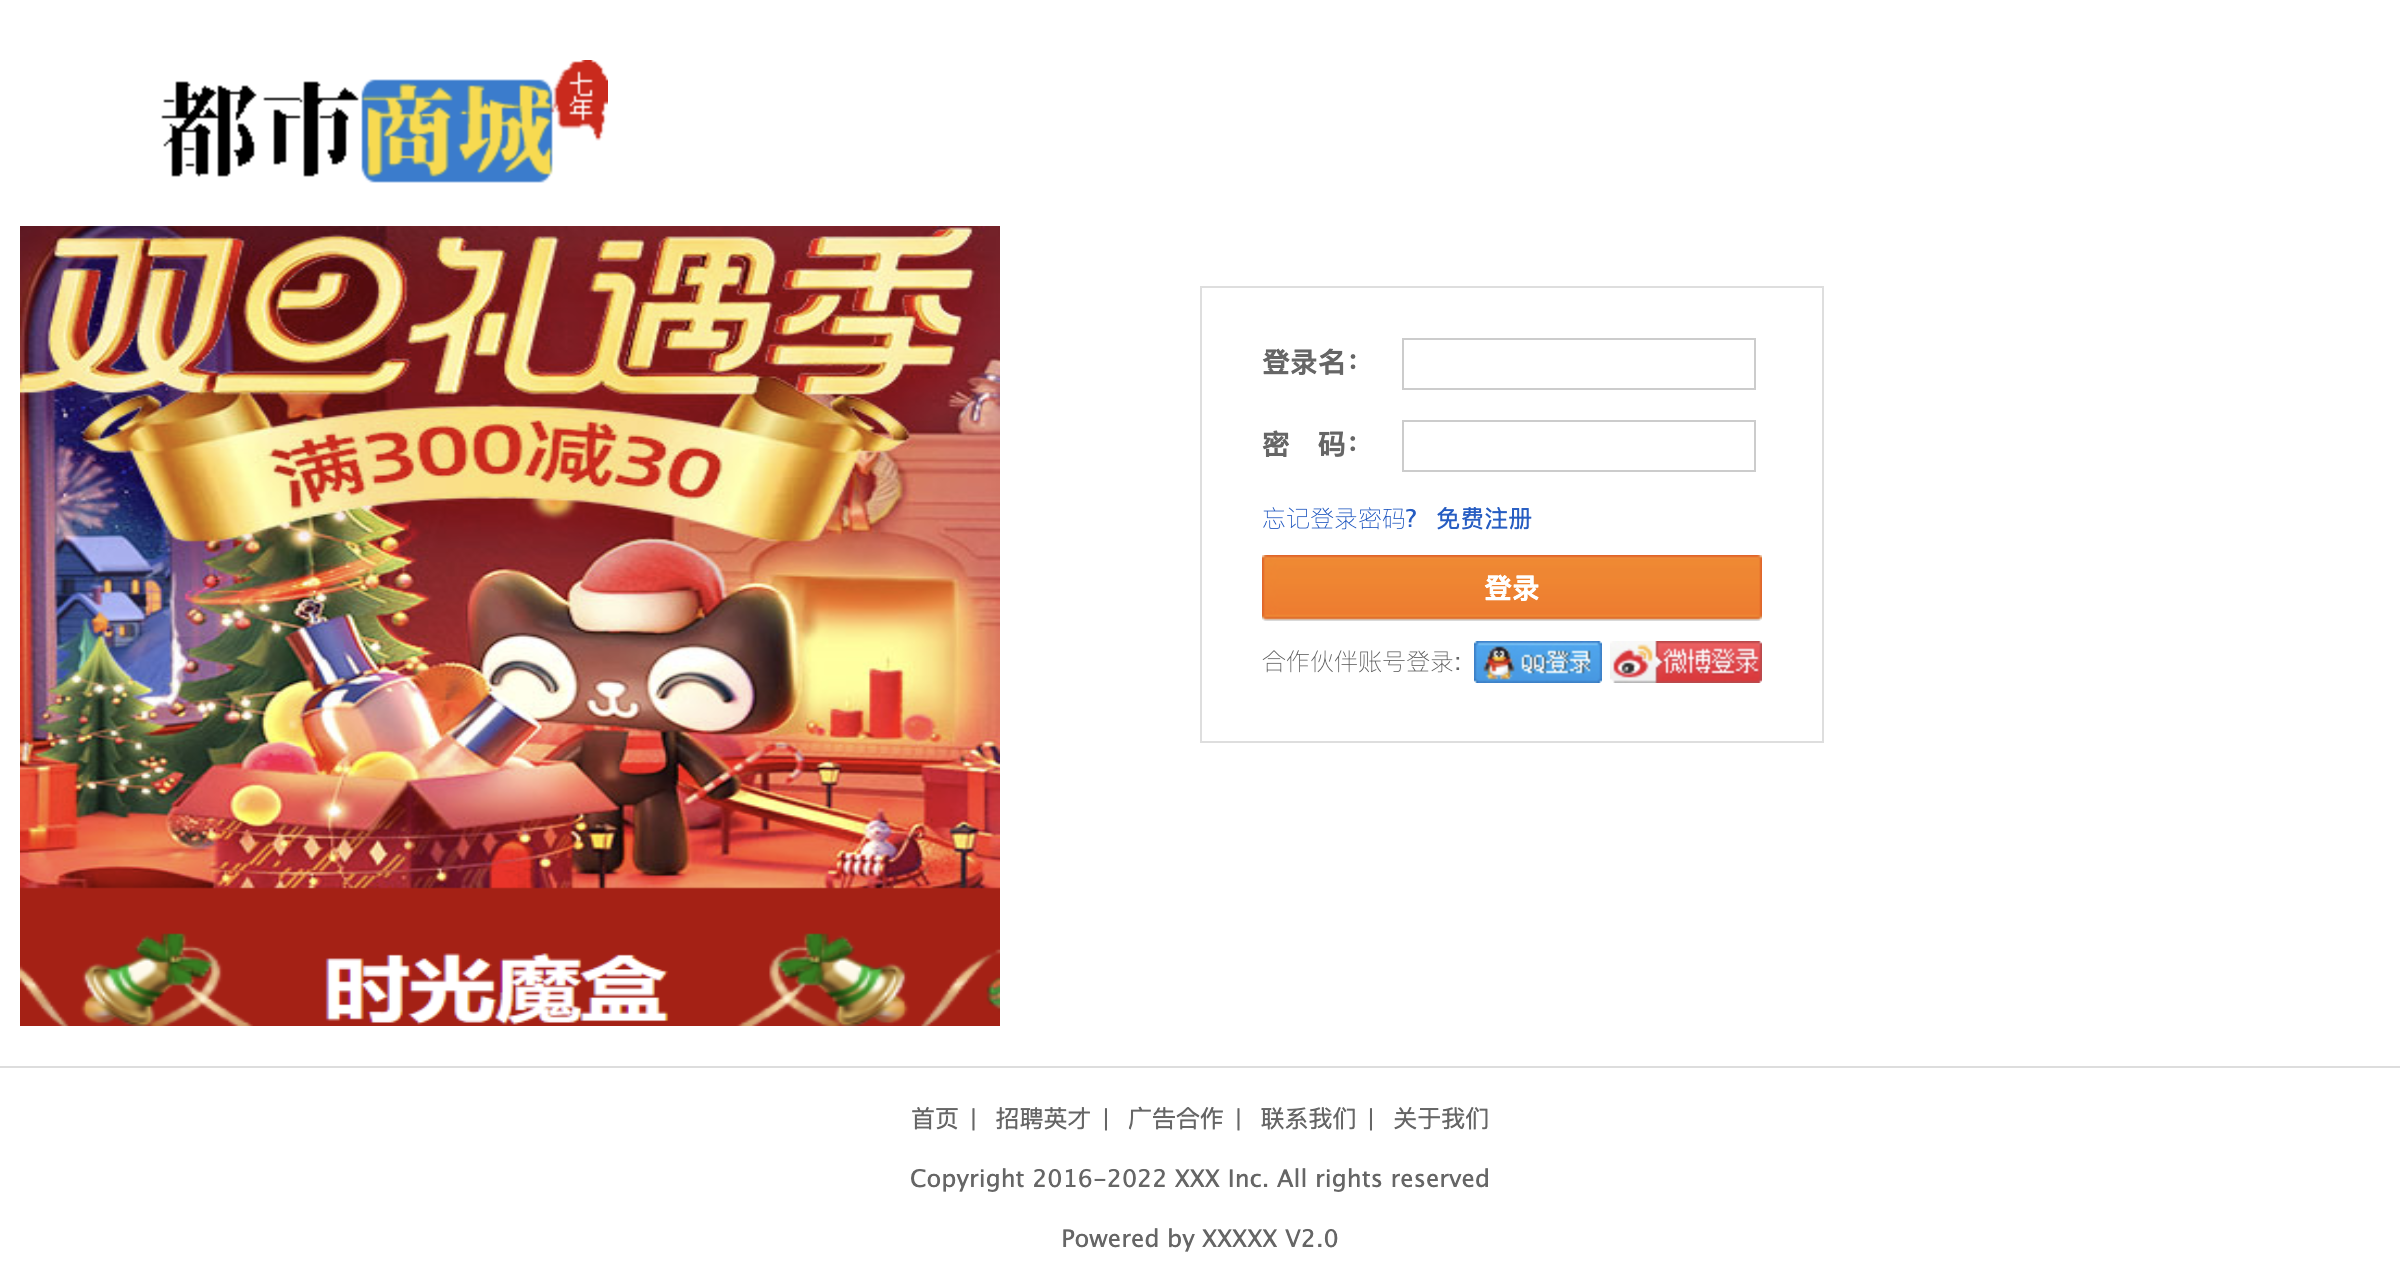 都市商城
七年
双旦礼遇季
满300减30
时光魔盒
登录名：
密 码：
忘记登录密码? 免费注册
登录
合作伙伴账号登录: QQ登录 微博登录
首页 | 招聘英才 | 广告合作 | 联系我们 | 关于我们
Copyright 2016-2022 XXX Inc. All rights reserved
Powered by XXXXX V2.0